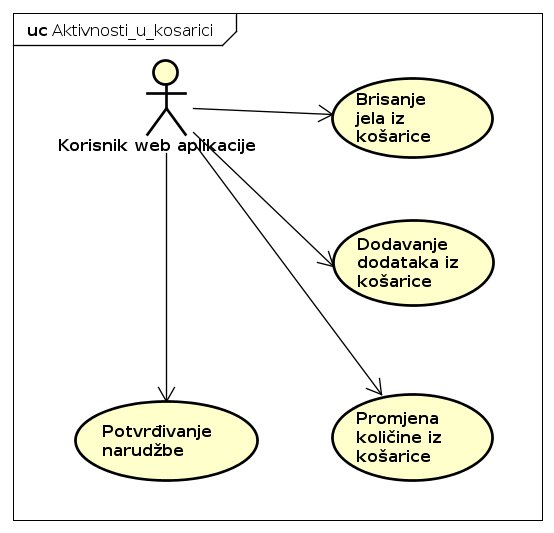 uc Aktivnosti_u_kosarici
Korisnik web aplikacije
Brisanje
jela iz
košarice
Dodavanje
dodataka iz
košarice
Potvrđivanje
narudžbe
Promjena
količine iz
košarice